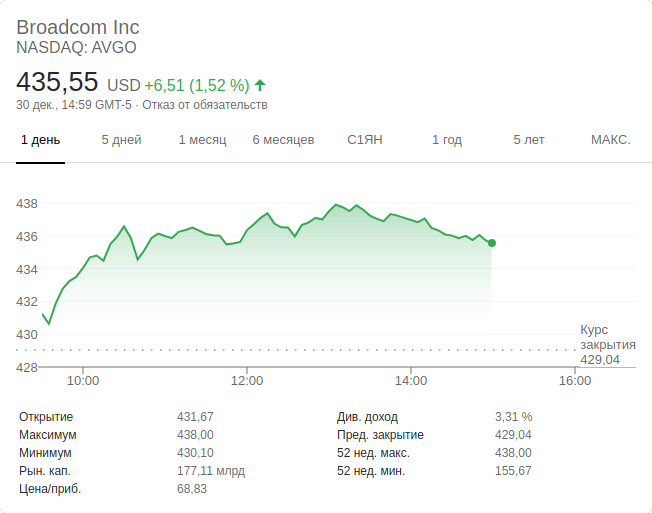 Broadcom Inc
NASDAQ: AVGO
435,55 USD +6,51 (1,52 %)
30 дек., 14:59 GMT-5 · Отказ от обязательств
1 день 5 дней 1 месяц 6 месяцев С1ЯН 1 год 5 лет МАКС.
438
436
434
432
430
428
Курс
закрытия
429,04
10:00 12:00 14:00 16:00
Открытие 431,67 Див. доход 3,31 %
Максимум 438,00 Пред. закрытие 429,04
Минимум 430,10 52 нед. макс. 438,00
Рын. кап. 177,11 млрд 52 нед. мин. 155,67
Цена/приб. 68,83